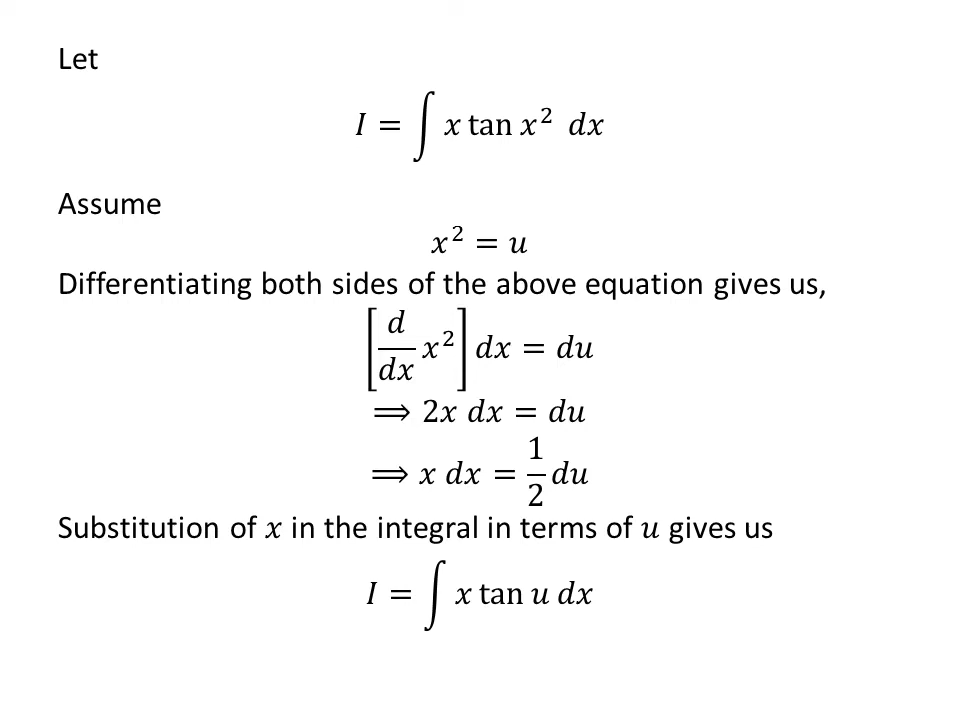 Let
𝐼 = ∫ 𝑥 tan 𝑥² 𝑑𝑥
Assume
𝑥² = 𝑢
Differentiating both sides of the above equation gives us,
[𝑑/𝑑𝑥 𝑥²] 𝑑𝑥 = 𝑑𝑢
⟹ 2𝑥 𝑑𝑥 = 𝑑𝑢
⟹ 𝑥 𝑑𝑥 = 1/2 𝑑𝑢
Substitution of 𝑥 in the integral in terms of 𝑢 gives us
𝐼 = ∫ 𝑥 tan 𝑢 𝑑𝑥